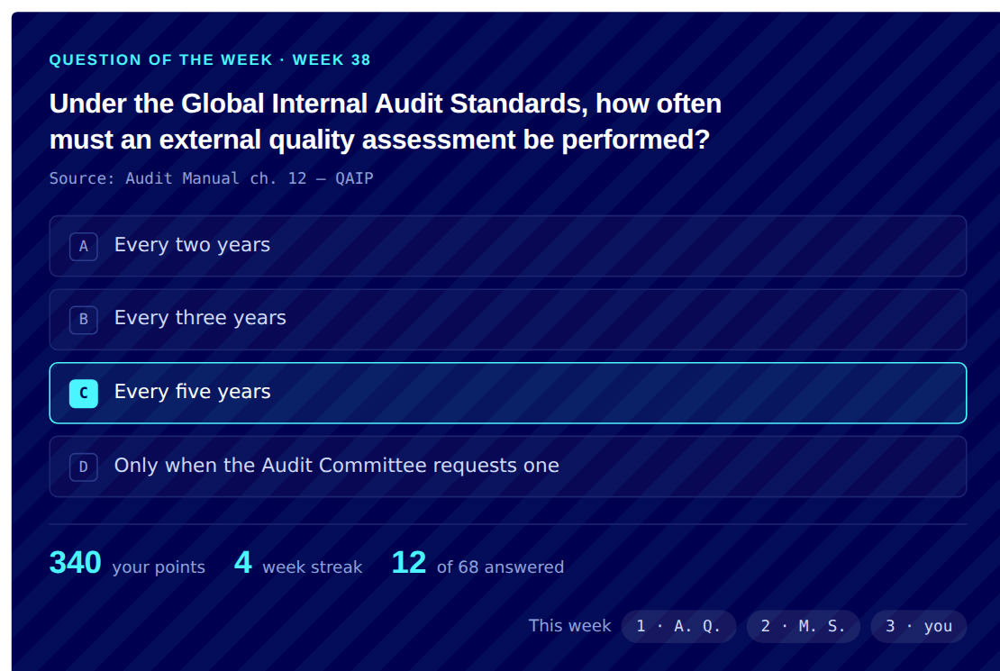 QUESTION OF THE WEEK · WEEK 38
Under the Global Internal Audit Standards, how often
must an external quality assessment be performed?
Source: Audit Manual ch. 12 — QAIP
A Every two years
B Every three years
C Every five years
D Only when the Audit Committee requests one
340 your points 4 week streak 12 of 68 answered
This week 1 · A. Q. 2 · M. S. 3 · you